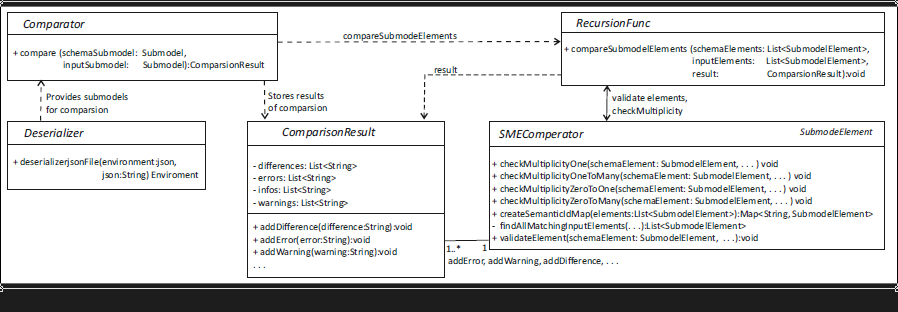 Comparator
+ compare (schemaSubmodel: Submodel,
inputSubmodel: Submodel):ComparsionResult
compareSubmodeElements
RecursionFunc
+ compareSubmodelElements (schemaElements: List<SubmodelElement>,
inputElements: List<SubmodelElement>,
result: ComparisonResult):void
result
Provides submodels
for comparsion
Stores results
of comparsion
validate elements,
checkMultiplicity
Deserializer
+ deserializerjsonFile(environment:json,
json:String) Enviroment
ComparisonResult
- differences: List<String>
- errors: List<String>
- infos: List<String>
- warnings: List<String>
+ addDifference(difference:String):void
+ addError(error:String):void
+ addWarning(warning:String):void
. . .
SMEComperator
SubmodeElement
+ checkMultiplicityOne(schemaElement: SubmodelElement, . . . ) void
+ checkMultiplicityOneToMany(schemaElement: SubmodelElement, . . . ) void
+ checkMultiplicityZeroToOne(schemaElement: SubmodelElement, . . . ) void
+ checkMultiplicityZeroToMany(schemaElement: SubmodelElement, . . . ) void
+ createSemanticIdMap(elements:LIst<SubmodelElement>):Map<String, SubmodelElement>
- findAllMatchingInputElements(. . .):List<SubmodelElement>
+ validateElement(schemaElement: SubmodelElement, . . .):void
1..*
1
addError, addWarning, addDifference, . . .